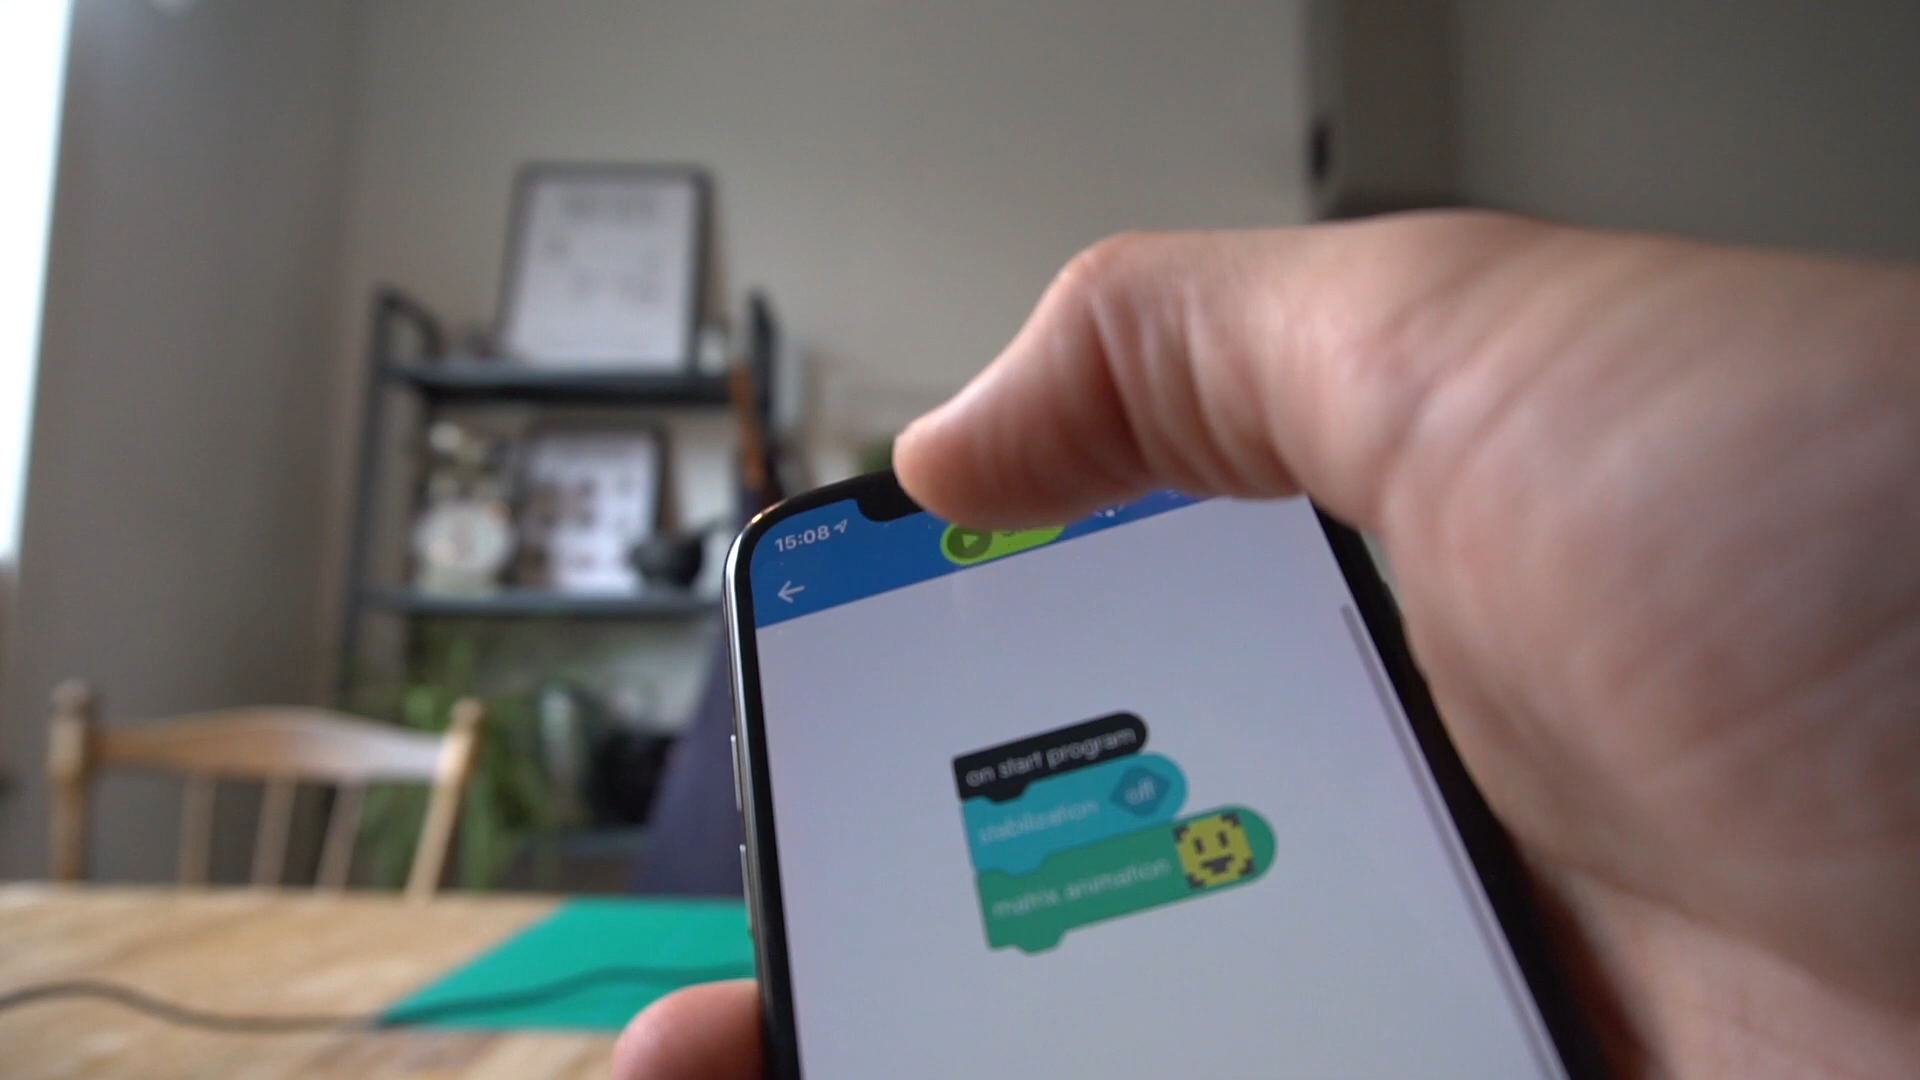 15:08
on start program
stabilization off
matrix animation